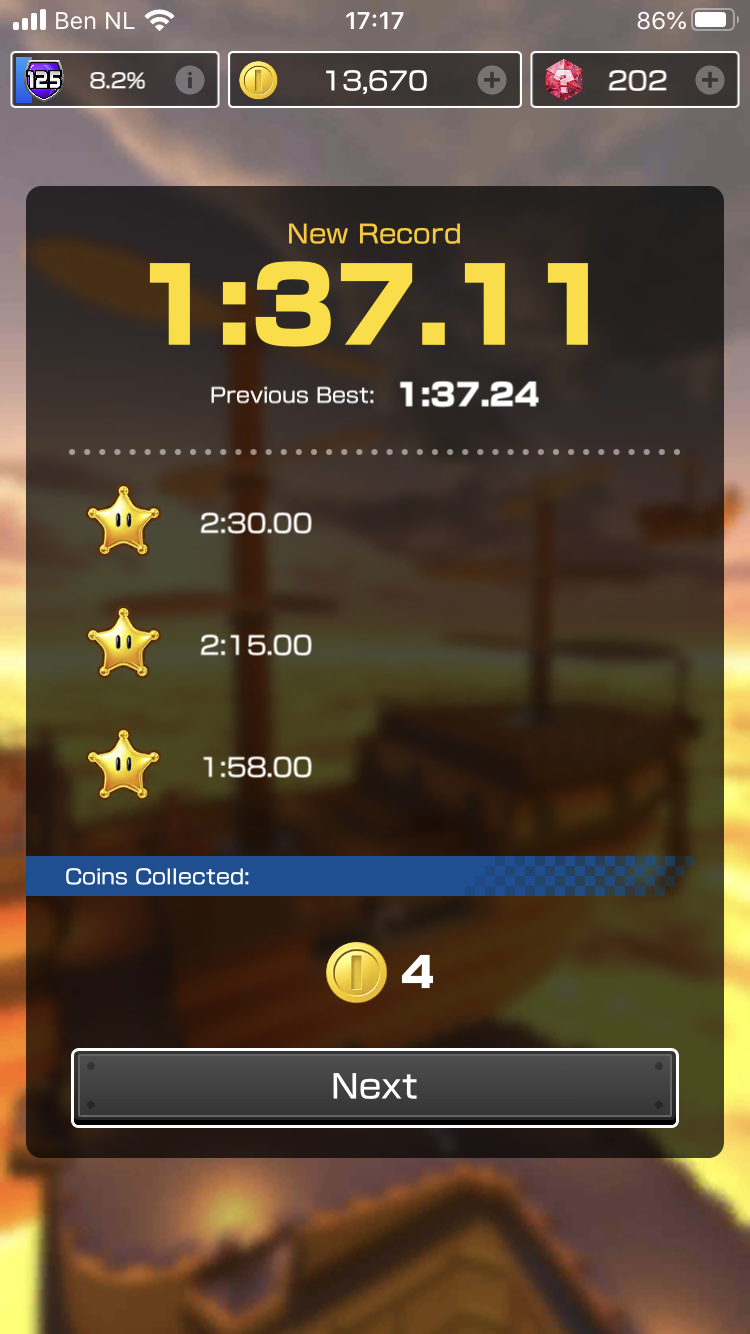 Ben NL 17:17 86%
125 8.2% i 13,670 + 202 +
New Record
1:37.11
Previous Best: 1:37.24
2:30.00
2:15.00
1:58.00
Coins Collected:
4
Next